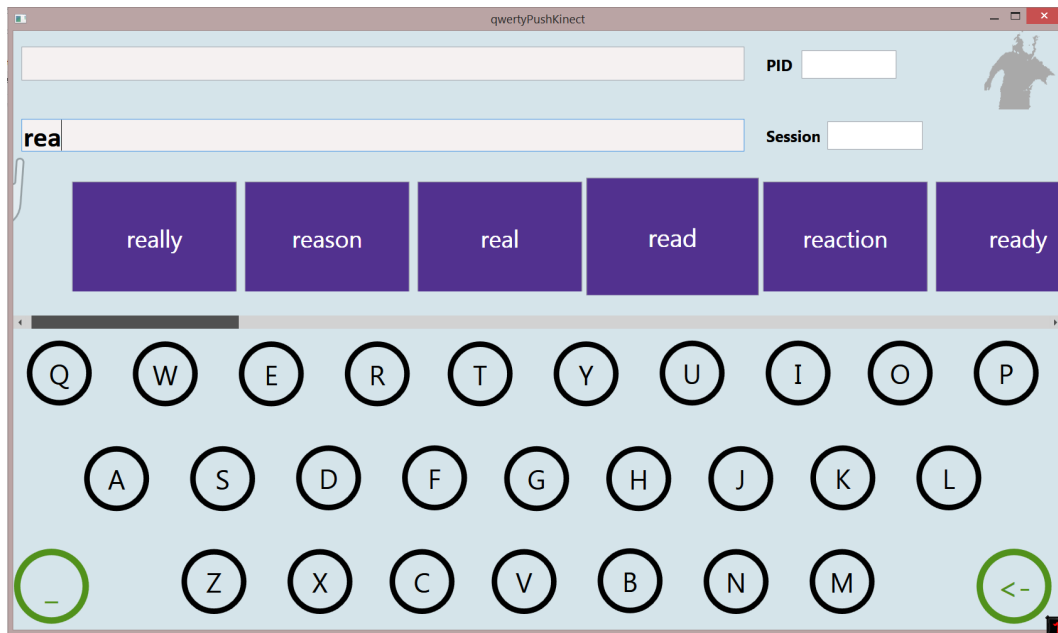 qwertyPushKinect
PID
rea
Session
really reason real read reaction ready
Q W E R T Y U I O P
A S D F G H J K L
_ Z X C V B N M <-